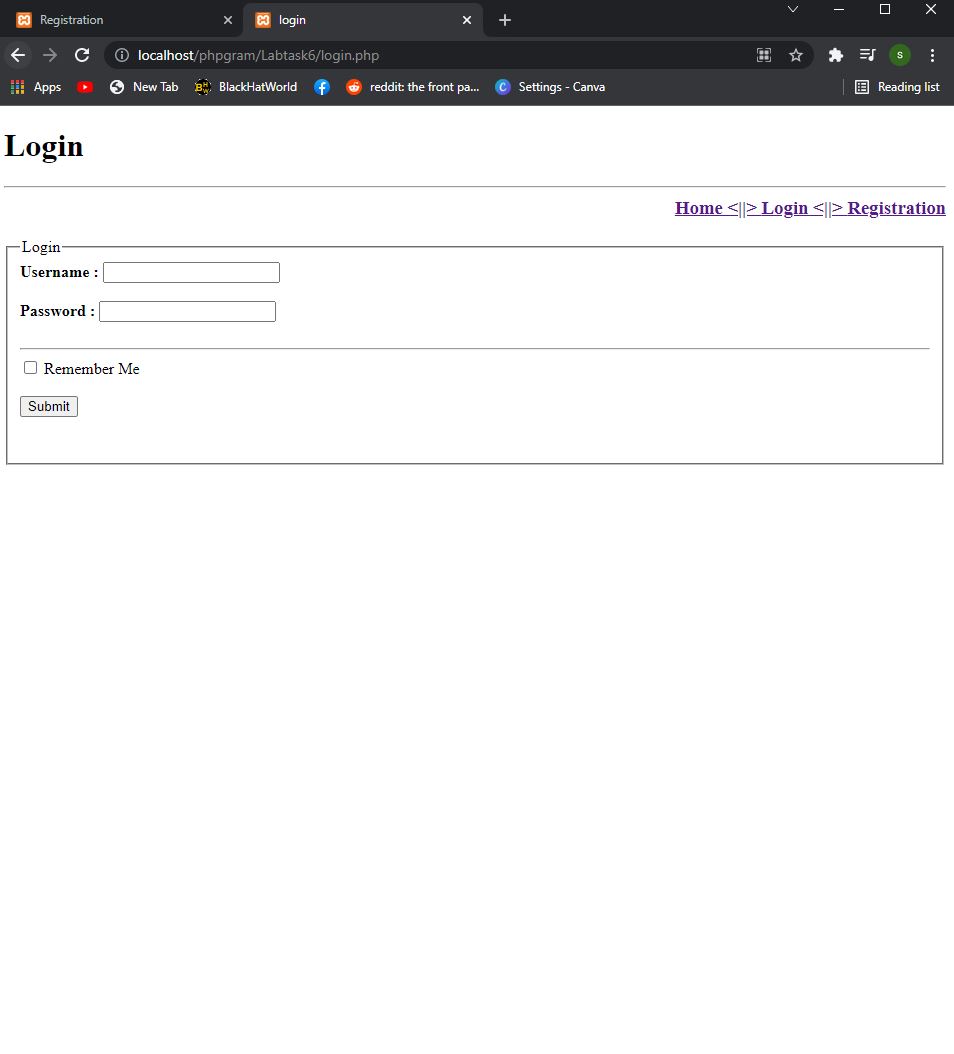 Registration
login
localhost/phpgram/Labtask6/login.php
S
Apps
New Tab
BHW BlackHatWorld
reddit: the front pa...
C Settings - Canva
Reading list
Login
Home <||> Login <||> Registration
Login
Username :
Password :
Remember Me
Submit